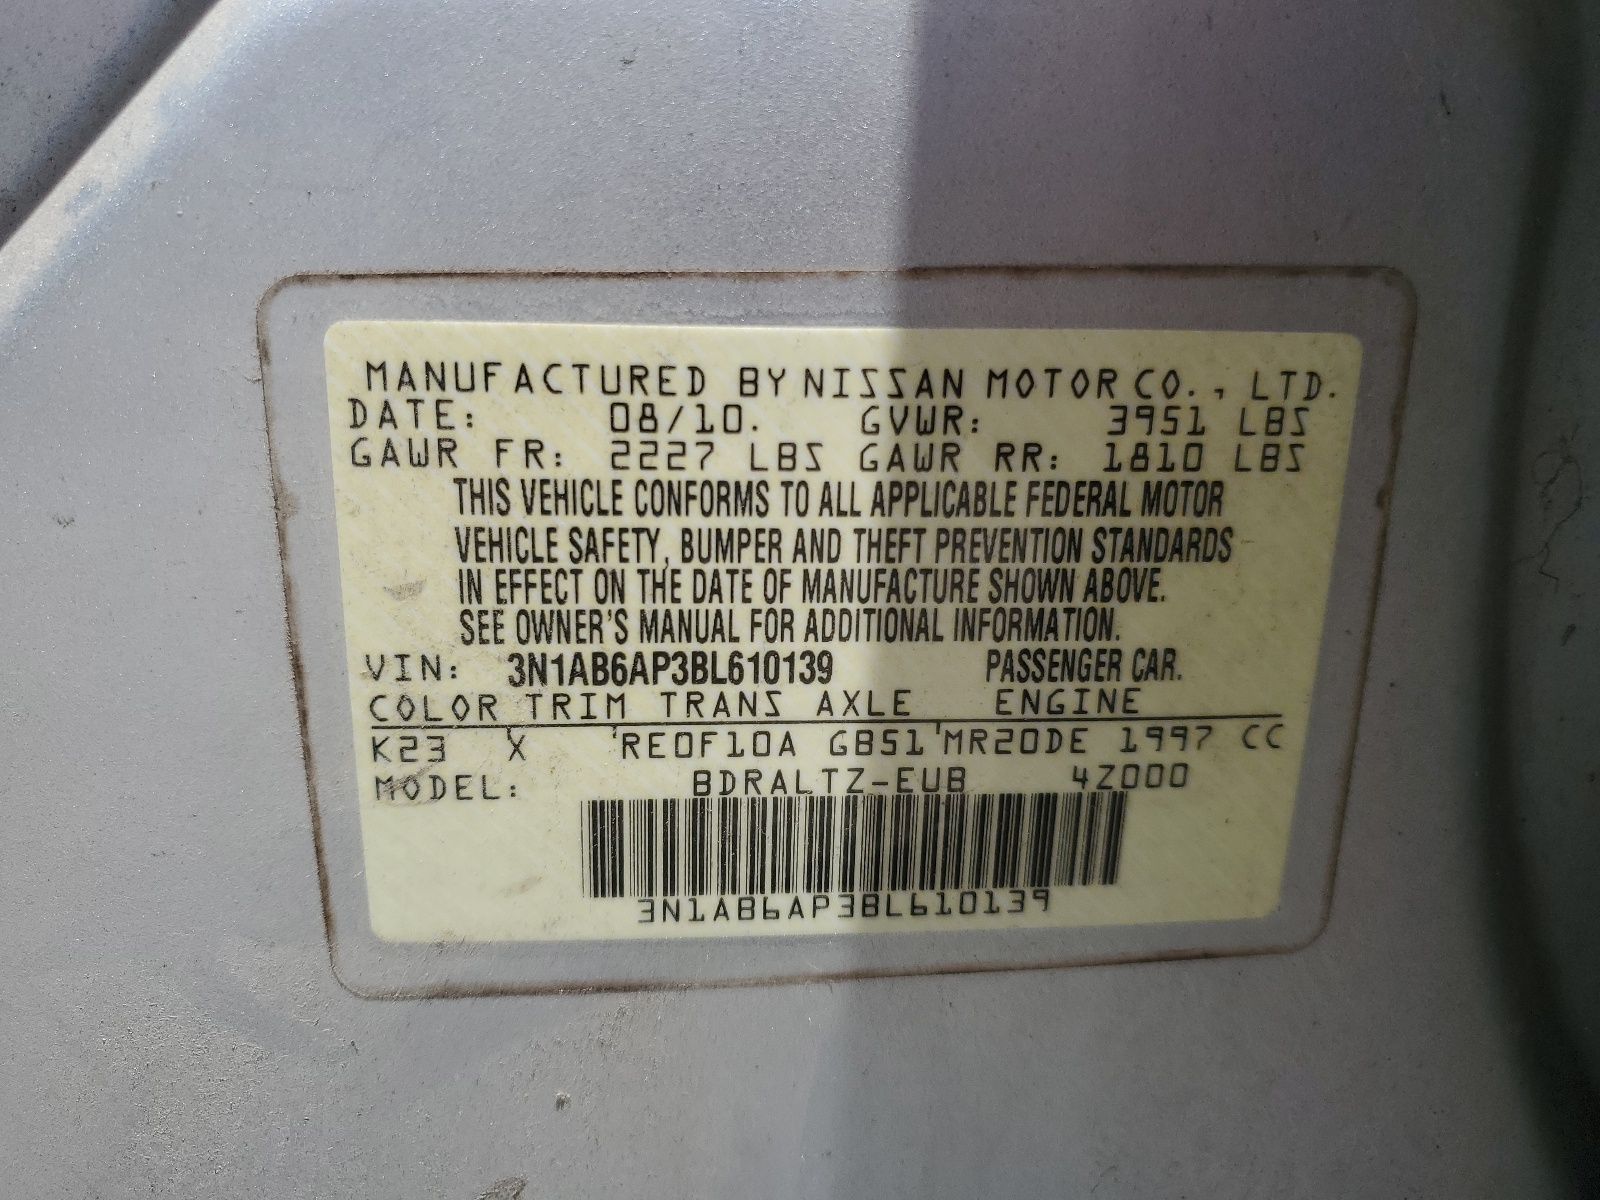 MANUFACTURED BY NISSAN MOTOR CO., LTD.
DATE: 08/10. GVWR: 3951 LBS
GAWR FR: 2227 LBS GAWR RR: 1810 LBS
THIS VEHICLE CONFORMS TO ALL APPLICABLE FEDERAL MOTOR
VEHICLE SAFETY, BUMPER AND THEFT PREVENTION STANDARDS
IN EFFECT ON THE DATE OF MANUFACTURE SHOWN ABOVE.
SEE OWNER'S MANUAL FOR ADDITIONAL INFORMATION.
VIN: 3N1AB6AP3BL610139 PASSENGER CAR.
COLOR TRIM TRANS AXLE ENGINE
K23 X RE0F10A GB51 MR20DE 1997 CC
MODEL: BDRALTZ-EUB 4Z000
3N1AB6AP3BL610139